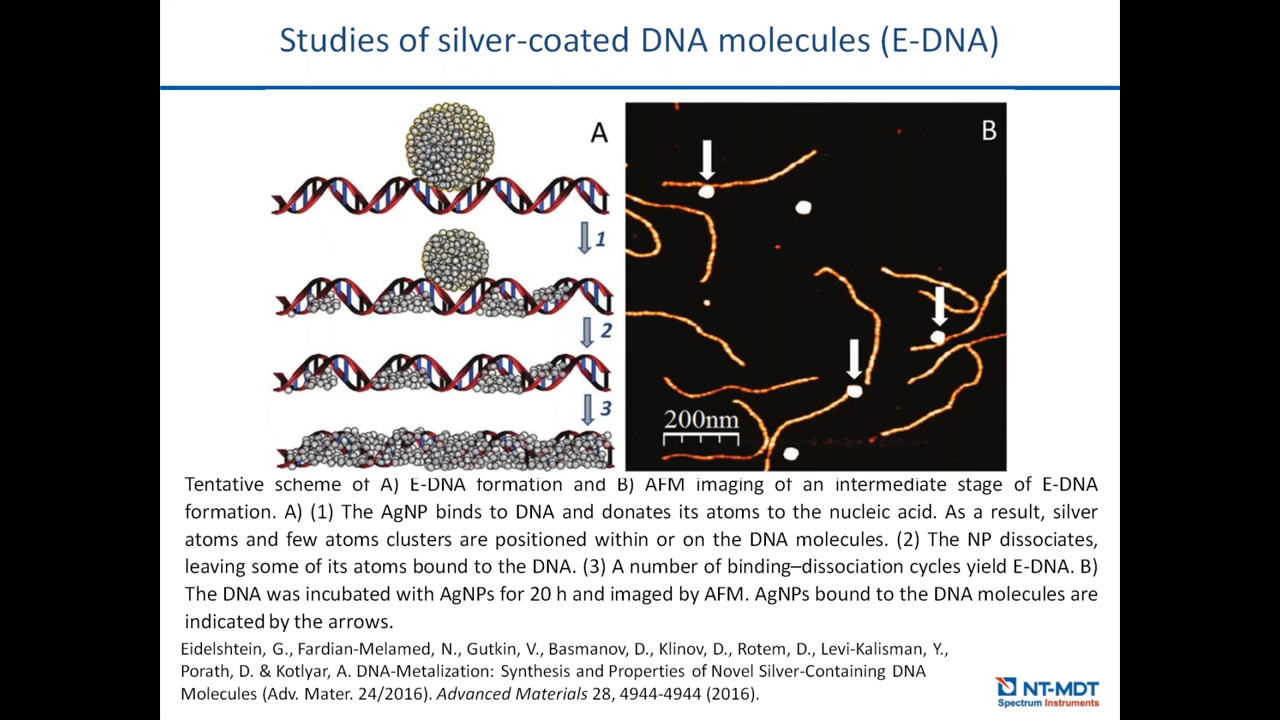 Studies of silver-coated DNA molecules (E-DNA)
A
B
1
2
3
200nm
Tentative scheme of A) E-DNA formation and B) AFM imaging of an intermediate stage of E-DNA
formation. A) (1) The AgNP binds to DNA and donates its atoms to the nucleic acid. As a result, silver
atoms and few atoms clusters are positioned within or on the DNA molecules. (2) The NP dissociates,
leaving some of its atoms bound to the DNA. (3) A number of binding–dissociation cycles yield E-DNA. B)
The DNA was incubated with AgNPs for 20 h and imaged by AFM. AgNPs bound to the DNA molecules are
indicated by the arrows.
Eidelshtein, G., Fardian-Melamed, N., Gutkin, V., Basmanov, D., Klinov, D., Rotem, D., Levi-Kalisman, Y.,
Porath, D. & Kotlyar, A. DNA-Metalization: Synthesis and Properties of Novel Silver-Containing DNA
Molecules (Adv. Mater. 24/2016). Advanced Materials 28, 4944-4944 (2016).
NT-MDT
Spectrum Instruments